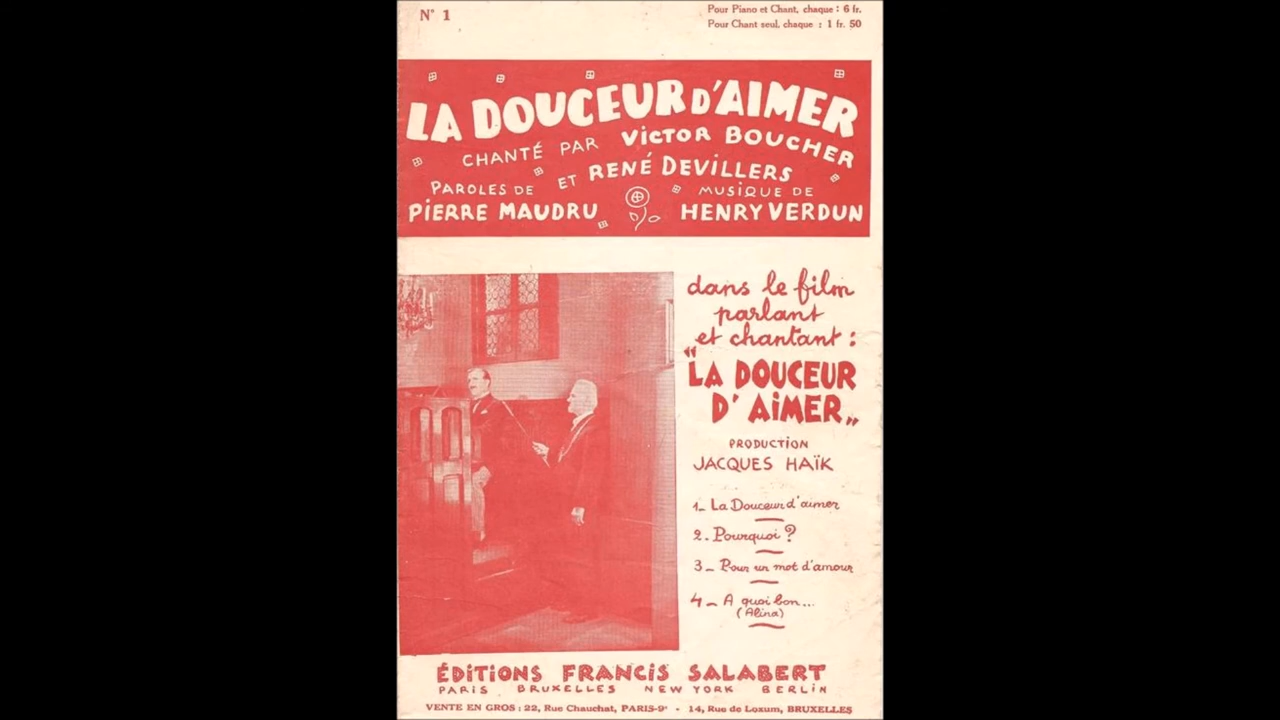 N° 1
Pour Piano et Chant, chaque : 6 fr.
Pour Chant seul, chaque : 1 fr. 50
LA DOUCEUR D'AIMER
CHANTÉ PAR VICTOR BOUCHER
ET RENÉ DEVILLERS
PAROLES DE
PIERRE MAUDRU
MUSIQUE DE
HENRY VERDUN
dans le film
parlant
et chantant :
"LA DOUCEUR
D'AIMER"
PRODUCTION
JACQUES HAÏK
1_ La Douceur d'aimer
2. Pourquoi ?
3_ Pour un mot d'amour
4_ A quoi bon...
(Alina)
ÉDITIONS FRANCIS SALABERT
PARIS BRUXELLES NEW YORK BERLIN
VENTE EN GROS : 22, Rue Chauchat, PARIS-9e - 14, Rue de Loxum, BRUXELLES